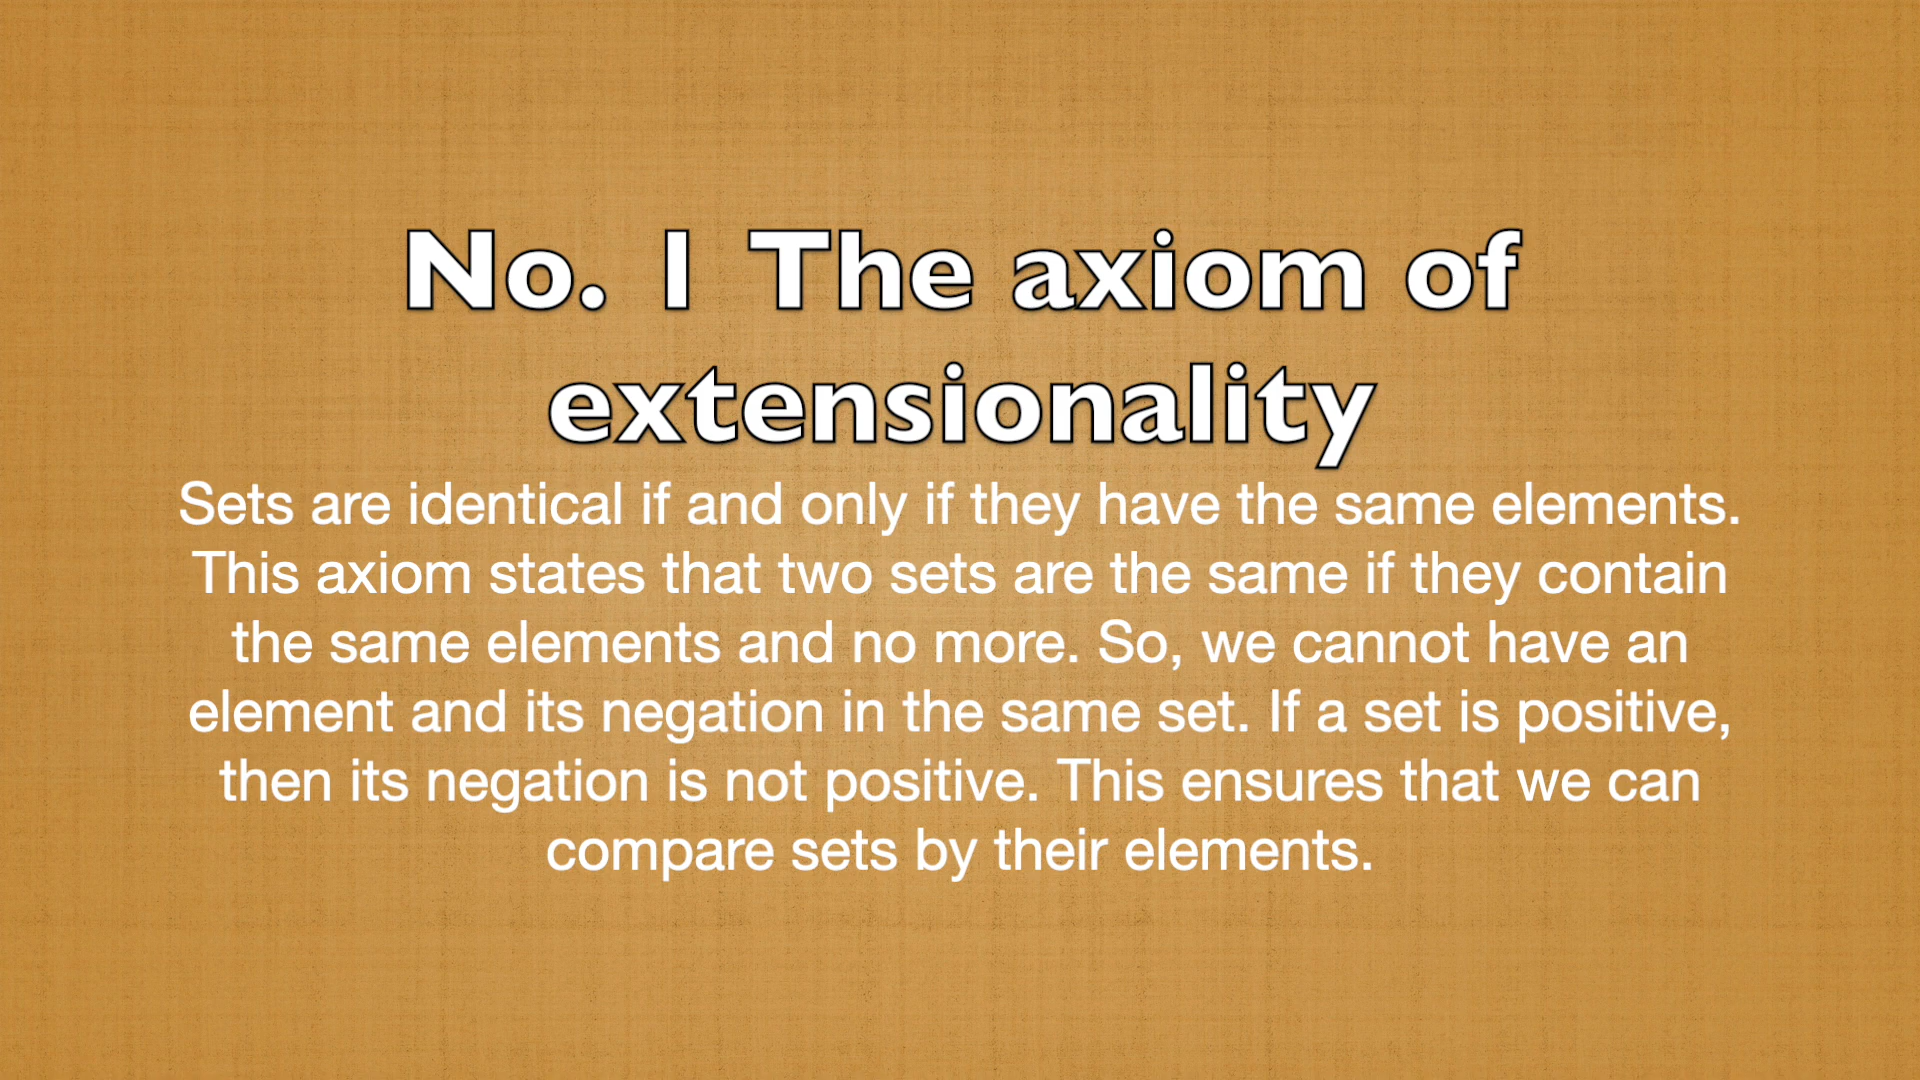 No. 1 The axiom of
extensionality
Sets are identical if and only if they have the same elements.
This axiom states that two sets are the same if they contain
the same elements and no more. So, we cannot have an
element and its negation in the same set. If a set is positive,
then its negation is not positive. This ensures that we can
compare sets by their elements.